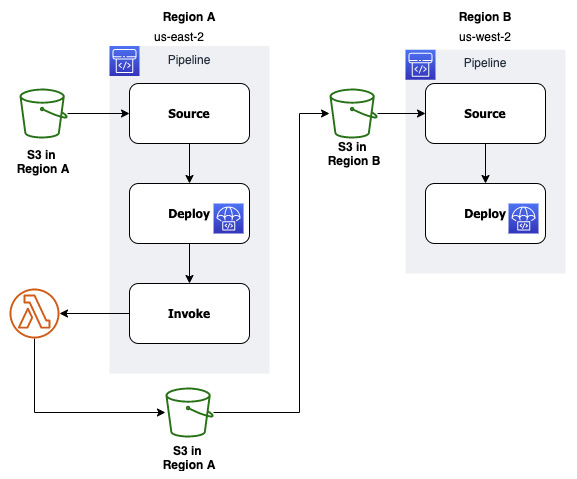 Region A
us-east-2
Pipeline
Source
S3 in
Region A
Deploy
Invoke
S3 in
Region A
Region B
us-west-2
Pipeline
S3 in
Region B
Source
Deploy